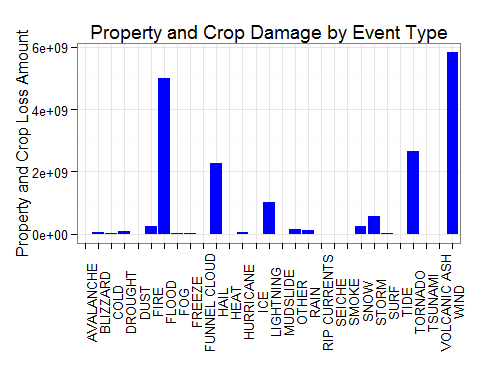 Property and Crop Damage by Event Type
Property and Crop Loss Amount
6e+09
4e+09
2e+09
0e+00
AVALANCHE
BLIZZARD
COLD
DROUGHT
DUST
FIRE
FLOOD
FOG
FREEZE
FUNNEL CLOUD
HAIL
HEAT
HURRICANE
ICE
LIGHTNING
MUDSLIDE
OTHER
RAIN
RIP CURRENTS
SEICHE
SMOKE
SNOW
STORM
SURF
TIDE
TORNADO
TSUNAMI
VOLCANIC ASH
WIND